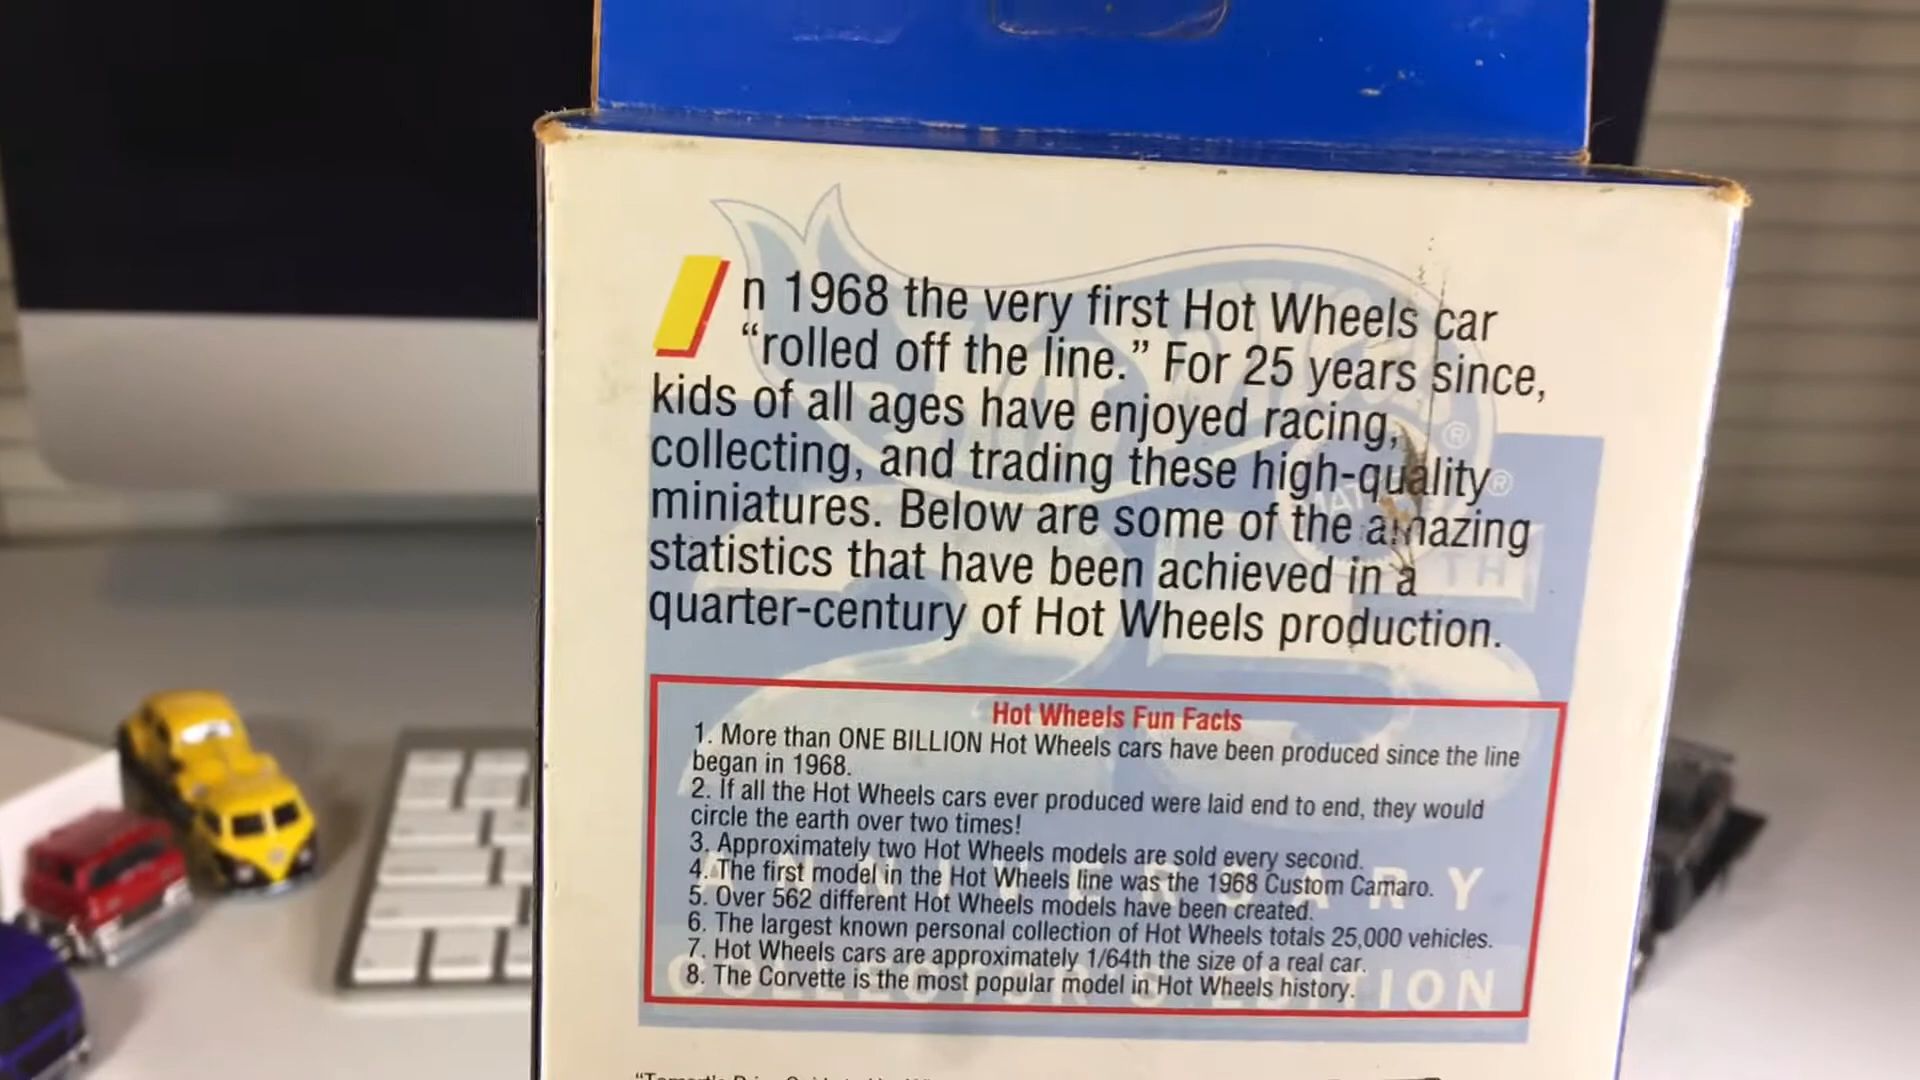 In 1968 the very first Hot Wheels car
“rolled off the line.” For 25 years since,
kids of all ages have enjoyed racing,
collecting, and trading these high-quality
miniatures. Below are some of the amazing
statistics that have been achieved in a
quarter-century of Hot Wheels production.
Hot Wheels Fun Facts
1. More than ONE BILLION Hot Wheels cars have been produced since the line
began in 1968.
2. If all the Hot Wheels cars ever produced were laid end to end, they would
circle the earth over two times!
3. Approximately two Hot Wheels models are sold every second.
4. The first model in the Hot Wheels line was the 1968 Custom Camaro.
5. Over 562 different Hot Wheels models have been created.
6. The largest known personal collection of Hot Wheels totals 25,000 vehicles.
7. Hot Wheels cars are approximately 1/64th the size of a real car.
8. The Corvette is the most popular model in Hot Wheels history.
25TH
ANNIVERSARY
COLLECTOR'S EDITION